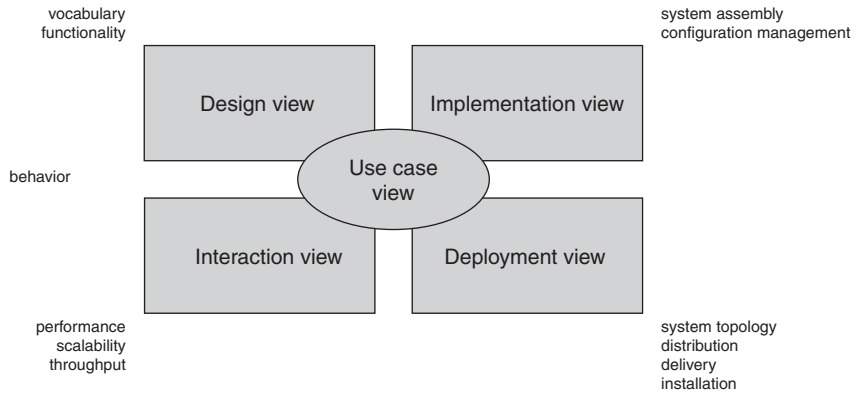 vocabulary
functionality
system assembly
configuration management
Design view
Implementation view
Use case
view
behavior
Interaction view
Deployment view
performance
scalability
throughput
system topology
distribution
delivery
installation